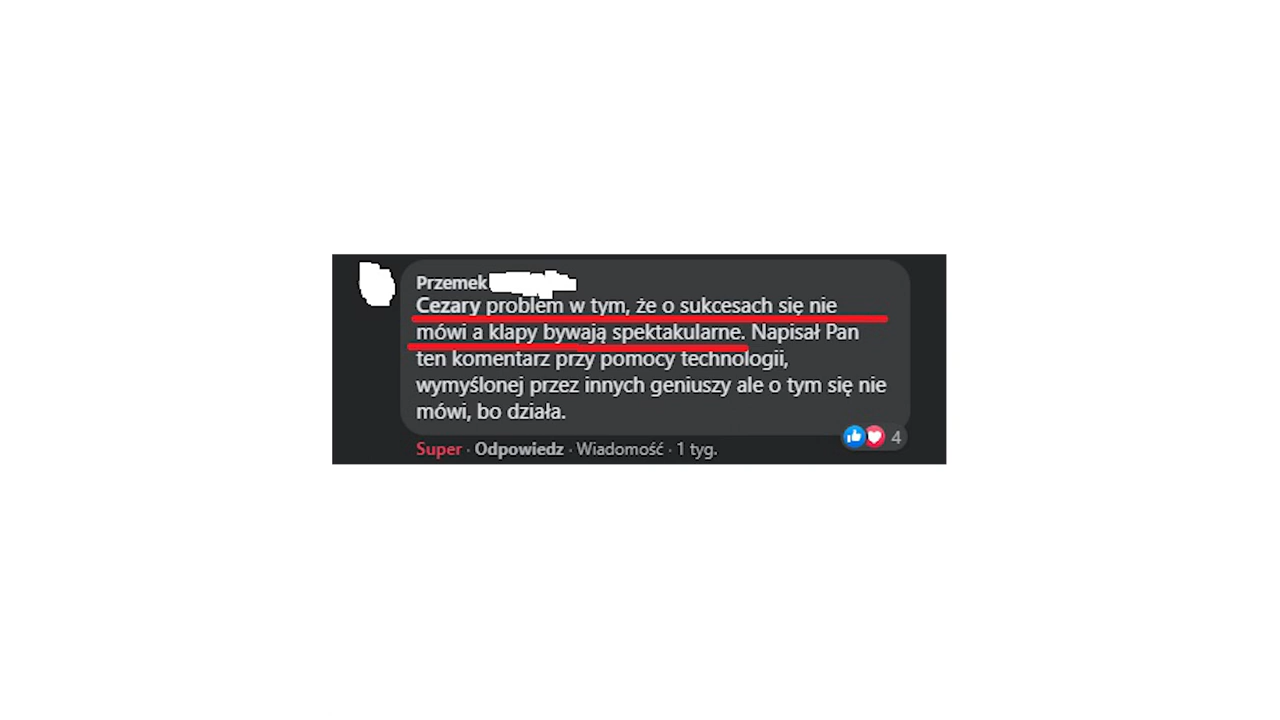 Przemek
Cezary problem w tym, że o sukcesach się nie
mówi a klapy bywają spektakularne. Napisał Pan
ten komentarz przy pomocy technologii,
wymyślonej przez innych geniuszy ale o tym się nie
mówi, bo działa.
4
Super · Odpowiedz · Wiadomość · 1 tyg.